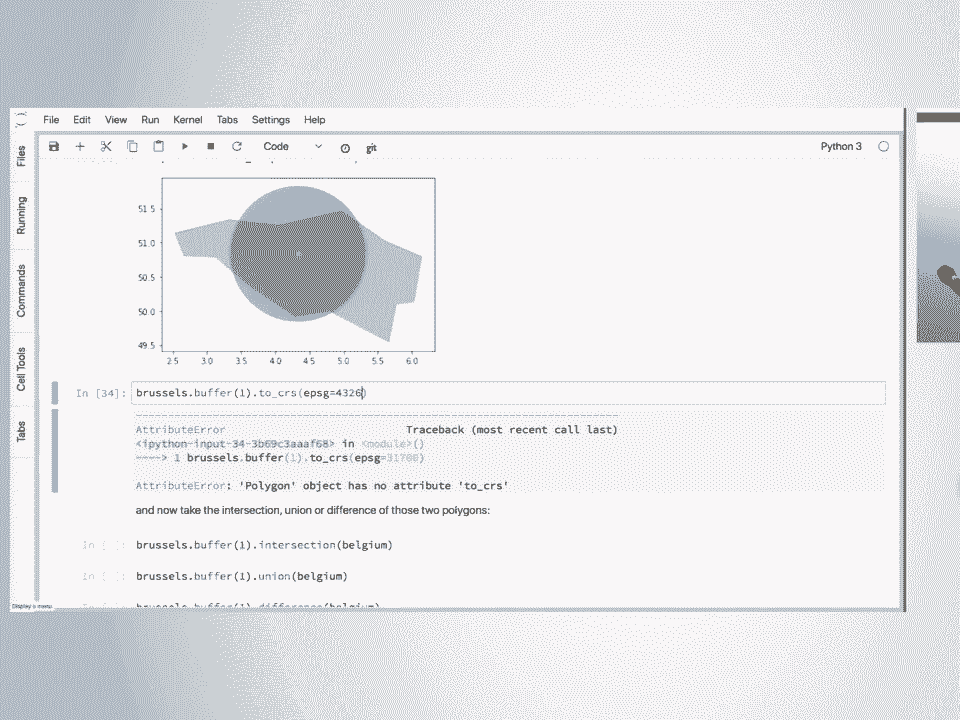 File Edit View Run Kernel Tabs Settings Help
Code git Python 3
Files
Running
Commands
Cell Tools
Tabs
51.5
51.0
50.5
50.0
49.5
2.5 3.0 3.5 4.0 4.5 5.0 5.5 6.0
In [34]: brussels.buffer(1).to_crs(epsg=4326)
AttributeError Traceback (most recent call last)
<ipython-input-34-3b69c3aaaf68> in <module>()
----> 1 brussels.buffer(1).to_crs(epsg=31700)
AttributeError: 'Polygon' object has no attribute 'to_crs'
and now take the intersection, union or difference of those two polygons:
In [ ]: brussels.buffer(1).intersection(belgium)
In [ ]: brussels.buffer(1).union(belgium)
brussels.buffer(1).difference(belgium)